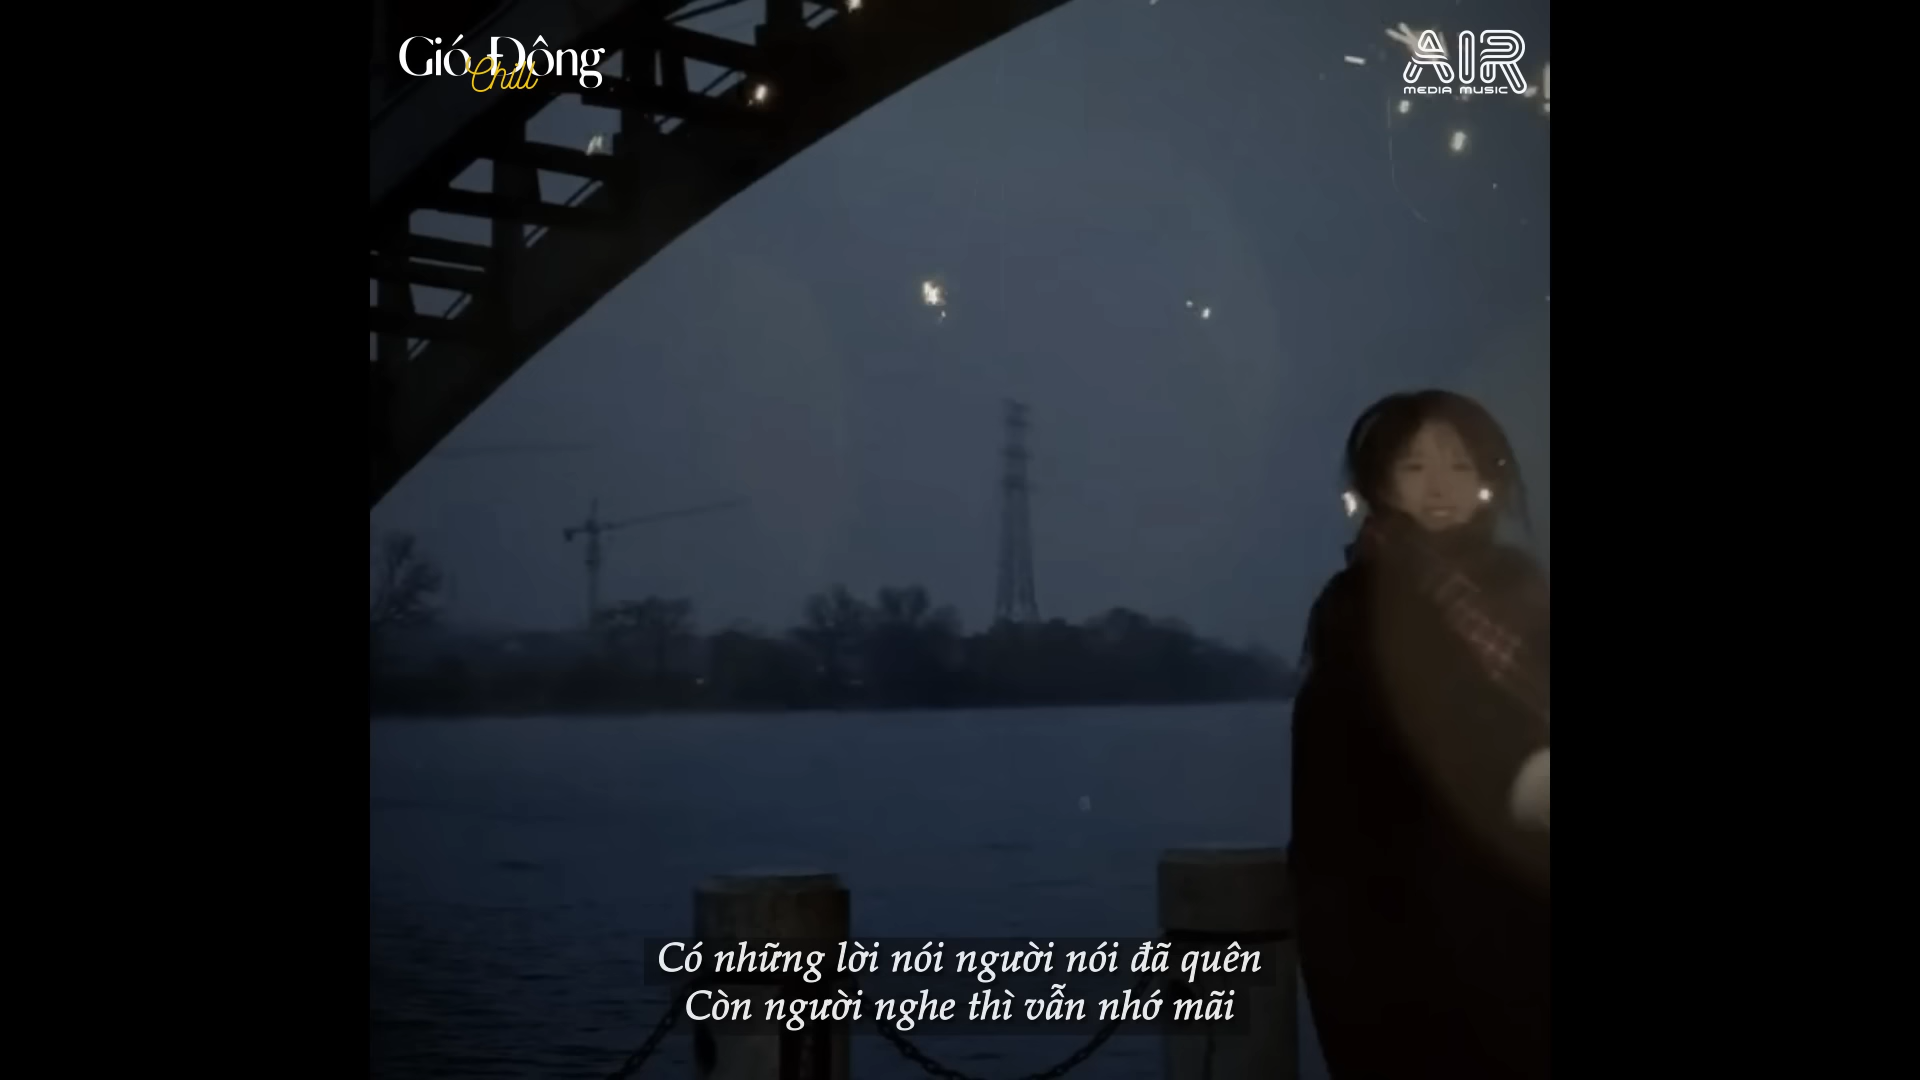 Gió Đông
Chill
AIR
MEDIA MUSIC
Có những lời nói người nói đã quên
Còn người nghe thì vẫn nhớ mãi